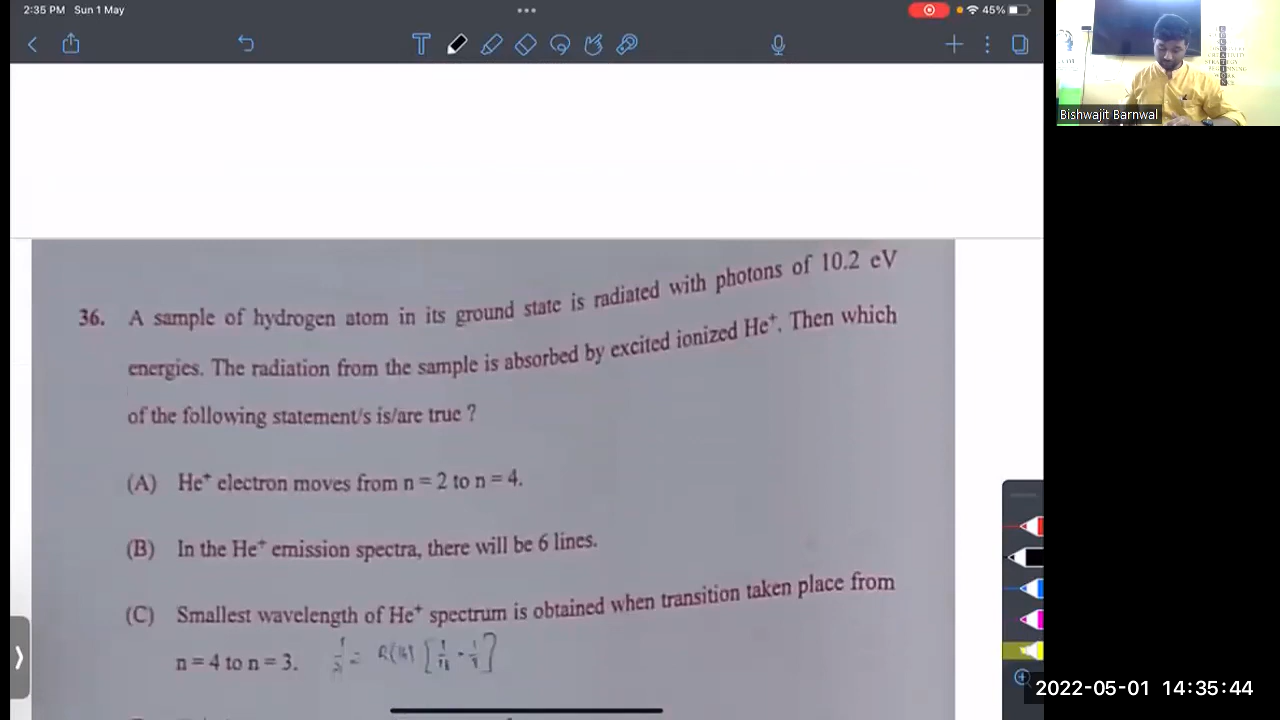 2:35 PM Sun 1 May
45%
Bishwajit Barnwal
36. A sample of hydrogen atom in its ground state is radiated with photons of 10.2 eV
energies. The radiation from the sample is absorbed by excited ionized He⁺. Then which
of the following statement/s is/are true ?
(A) He⁺ electron moves from n = 2 to n = 4.
(B) In the He⁺ emission spectra, there will be 6 lines.
(C) Smallest wavelength of He⁺ spectrum is obtained when transition taken place from
n = 4 to n = 3.
2022-05-01 14:35:44